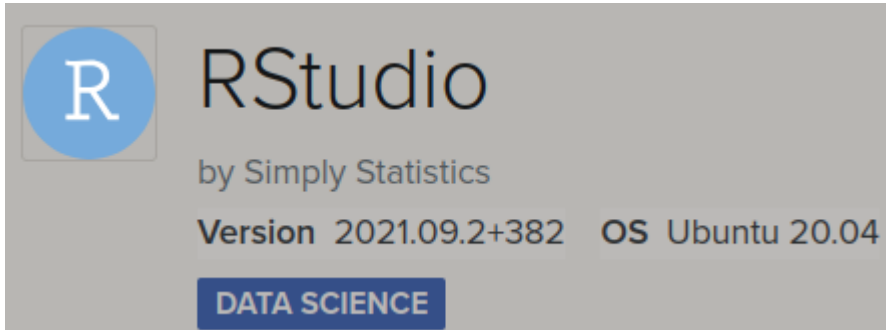 R
RStudio
by Simply Statistics
Version 2021.09.2+382 OS Ubuntu 20.04
DATA SCIENCE